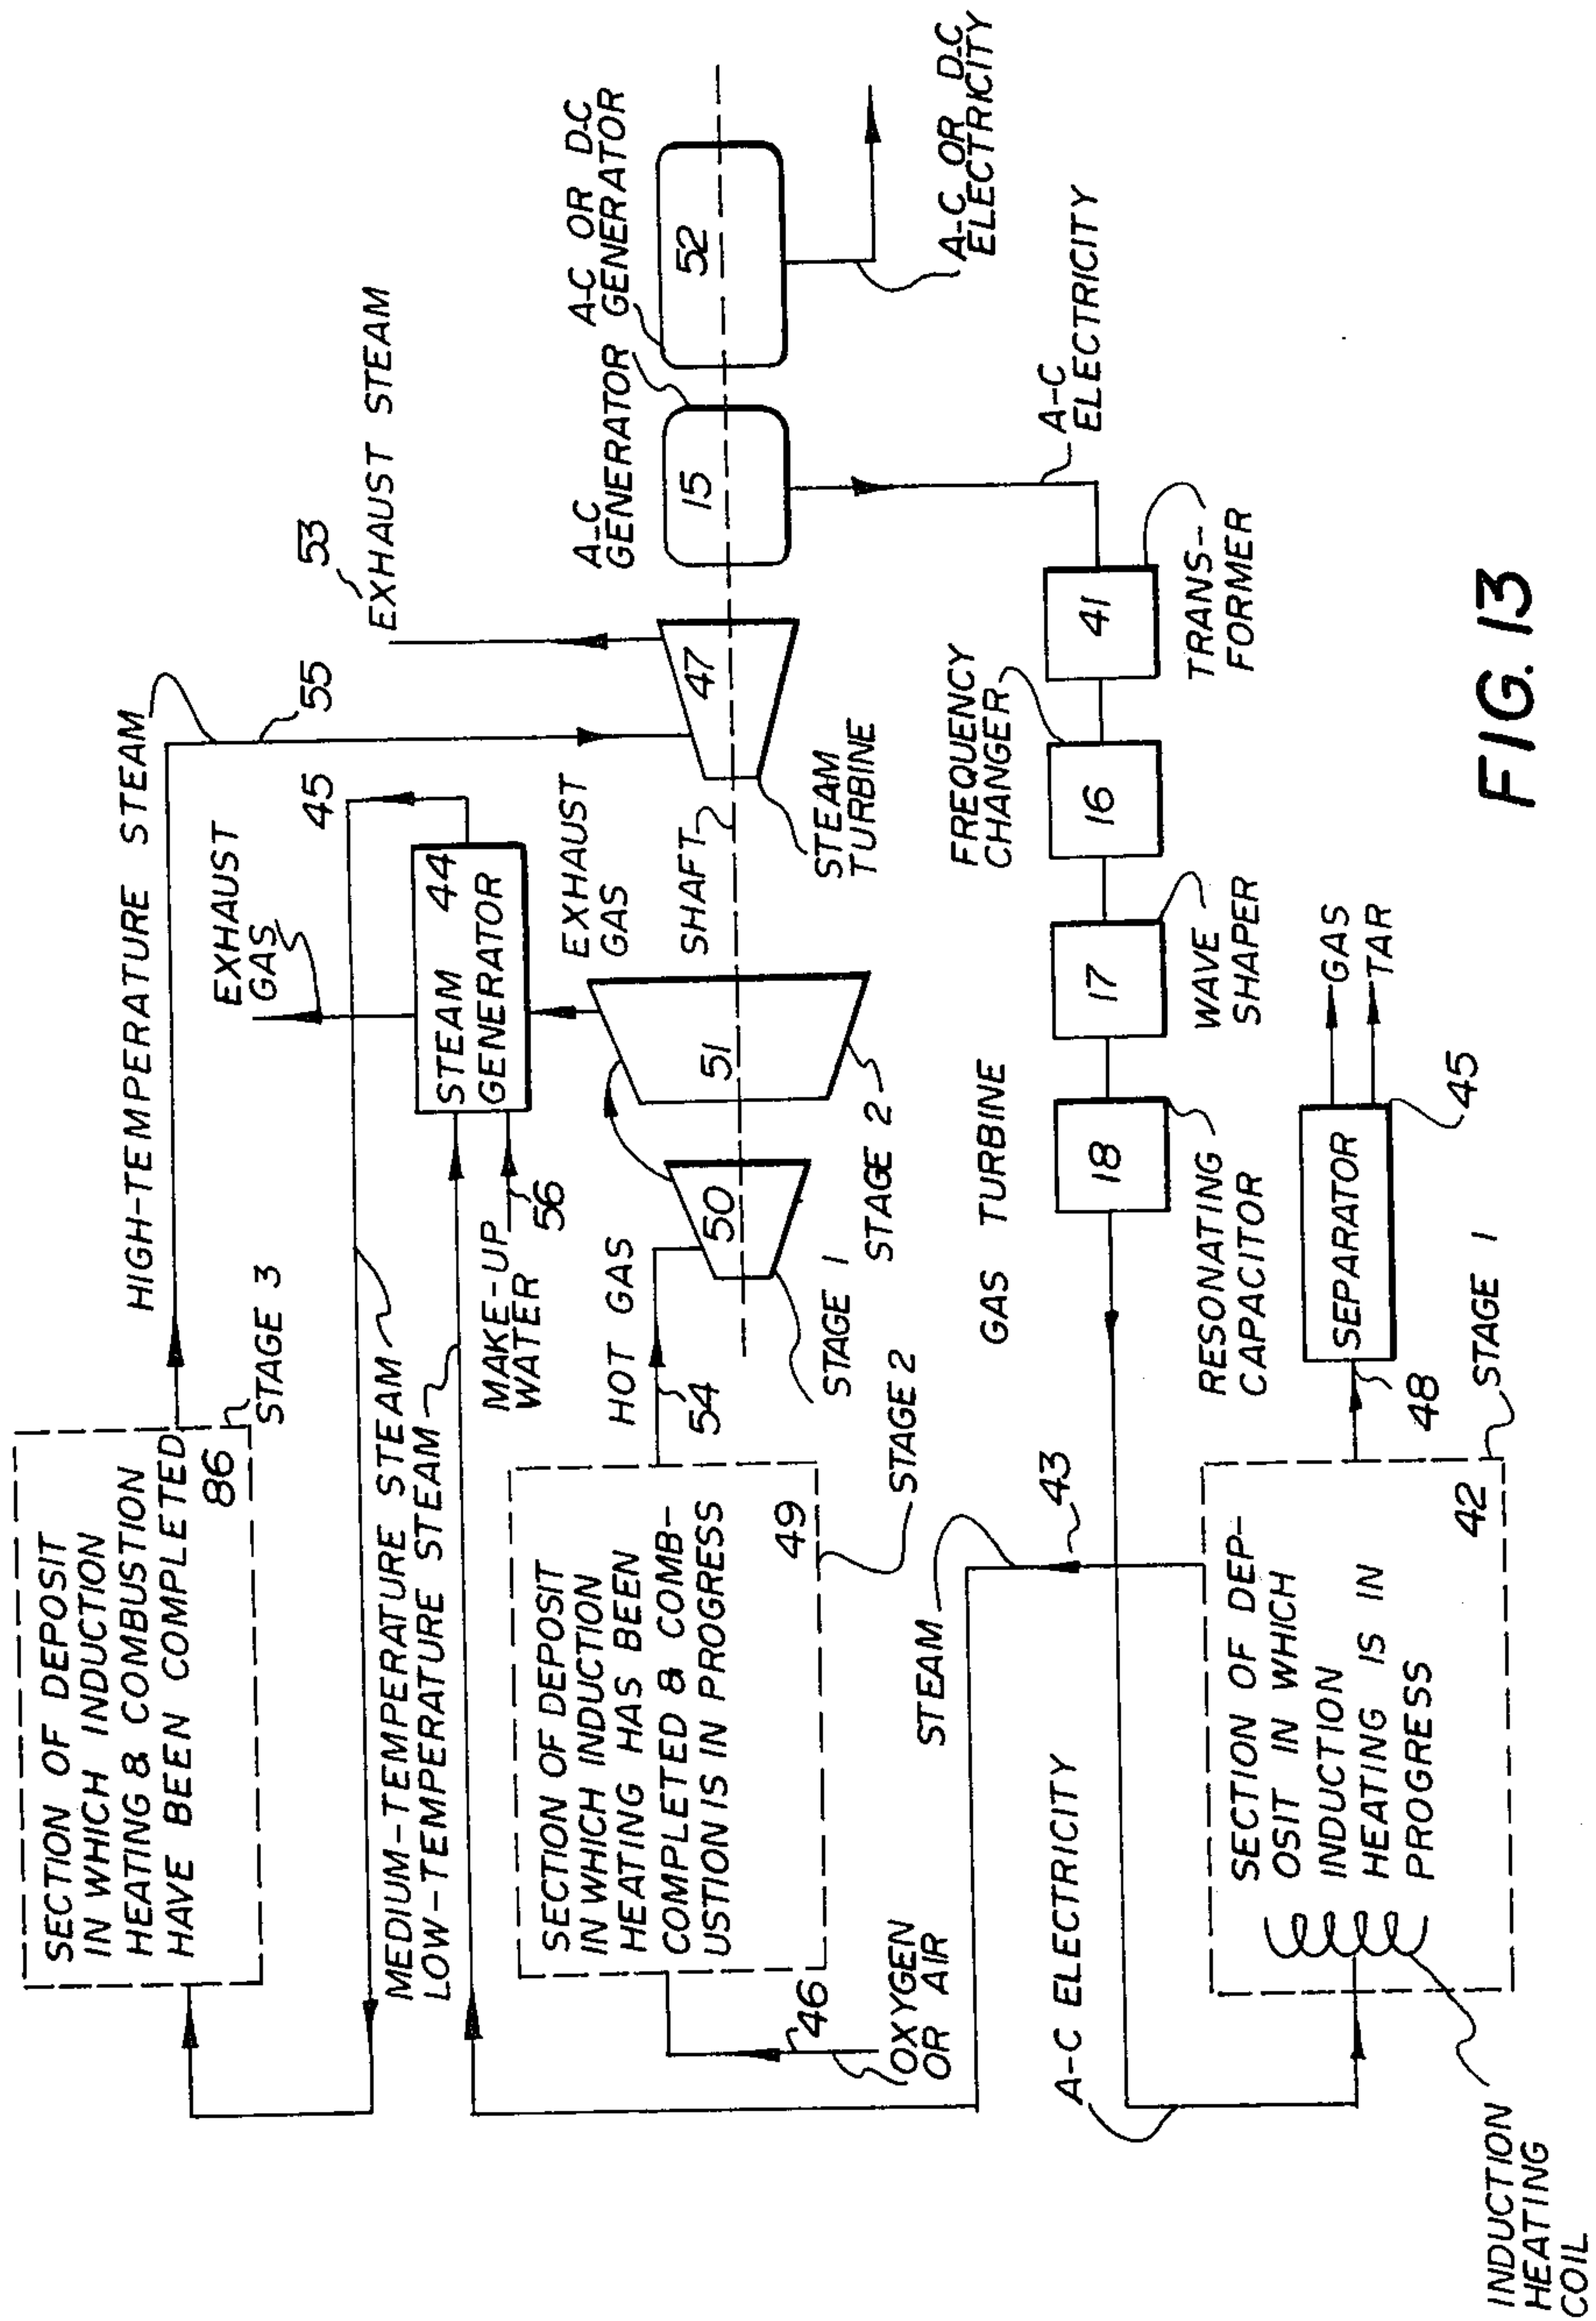 SECTION OF DEPOSIT
IN WHICH INDUCTION
HEATING & COMBUSTION
HAVE BEEN COMPLETED
86
STAGE 3
HIGH-TEMPERATURE STEAM
55
53
EXHAUST STEAM
MEDIUM-TEMPERATURE STEAM
LOW-TEMPERATURE STEAM
EXHAUST
GAS
45
STEAM 44
GENERATOR
MAKE-UP
WATER
56
EXHAUST
GAS
SECTION OF DEPOSIT
IN WHICH INDUCTION
HEATING HAS BEEN
COMPLETED & COMB-
USTION IS IN PROGRESS
49
STAGE 2
46
OXYGEN
OR AIR
HOT GAS
54
50
STAGE 1
51
STAGE 2
GAS TURBINE
SHAFT
47
STEAM
TURBINE
A-C
GENERATOR
15
A-C OR D-C
GENERATOR
52
A-C OR D-C
ELECTRICITY
A-C
ELECTRICITY
STEAM
43
A-C ELECTRICITY
18
RESONATING
CAPACITOR
17
WAVE
SHAPER
FREQUENCY
CHANGER
16
41
TRANS-
FORMER
SECTION OF DEP-
OSIT IN WHICH
INDUCTION
HEATING IS IN
PROGRESS
42
STAGE 1
INDUCTION
HEATING
COIL
48
SEPARATOR
45
GAS
TAR
FIG. 13